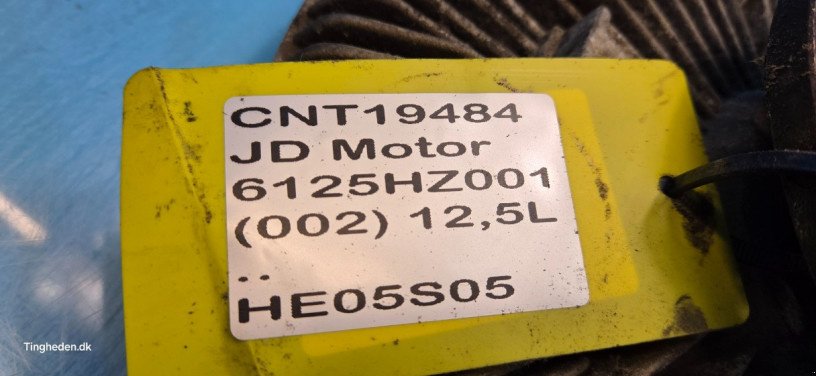 CNT19484
JD Motor
6125HZ001
(002) 12,5L
..
HE05S05
Tingheden.dk